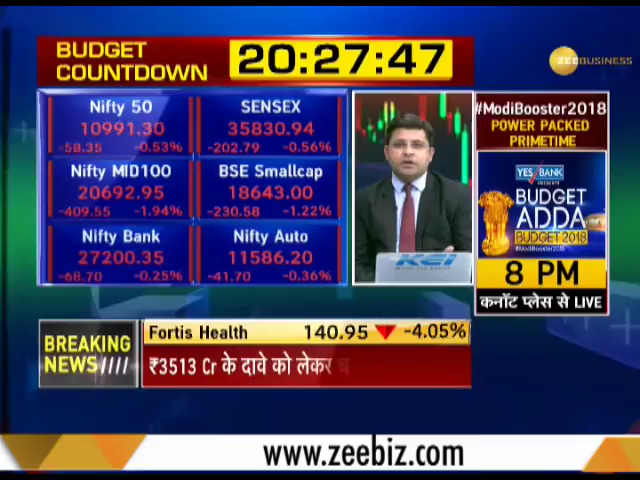 BUDGET
COUNTDOWN
20:27:47
ZEEBUSINESS
Nifty 50
10991.30
-58.35 -0.53%
SENSEX
35830.94
-202.79 -0.56%
Nifty MID100
20692.95
-409.55 -1.94%
BSE Smallcap
18643.00
-230.58 -1.22%
Nifty Bank
27200.35
-68.70 -0.25%
Nifty Auto
11586.20
-41.70 -0.36%
KEI
#ModiBooster2018
POWER PACKED
PRIMETIME
YES BANK
PRESENTS
BUDGET
ADDA
BUDGET 2018
#ModiBooster2018
8 PM
कनॉट प्लेस से LIVE
BREAKING
NEWS////
Fortis Health 140.95 ▼ -4.05%
₹3513 Cr के दावे को लेकर
www.zeebiz.com